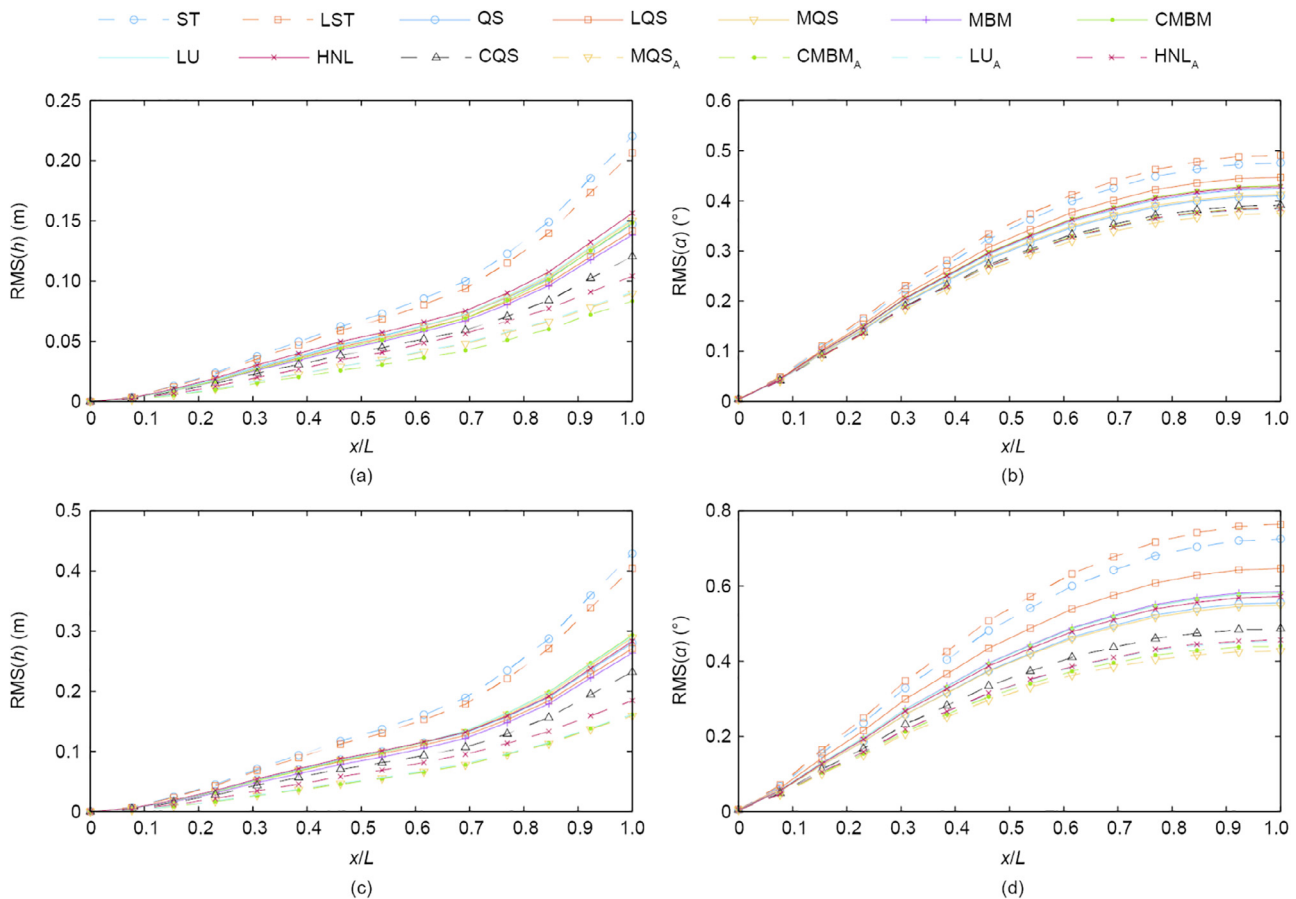 ST LST QS LQS MQS MBM CMBM
LU HNL CQS MQS_A CMBM_A LU_A HNL_A
0.25
0.20
0.15
0.10
0.05
0
RMS(h) (m)
0 0.1 0.2 0.3 0.4 0.5 0.6 0.7 0.8 0.9 1.0
x/L
(a)
0.6
0.5
0.4
0.3
0.2
0.1
0
RMS(α) (°)
0 0.1 0.2 0.3 0.4 0.5 0.6 0.7 0.8 0.9 1.0
x/L
(b)
0.5
0.4
0.3
0.2
0.1
0
RMS(h) (m)
0 0.1 0.2 0.3 0.4 0.5 0.6 0.7 0.8 0.9 1.0
x/L
(c)
0.8
0.6
0.4
0.2
0
RMS(α) (°)
0 0.1 0.2 0.3 0.4 0.5 0.6 0.7 0.8 0.9 1.0
x/L
(d)